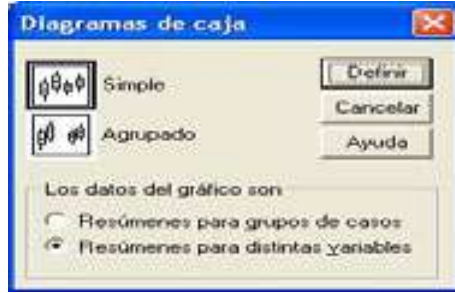 Diagramas de caja
Simple
Agrupado
Definir
Cancelar
Ayuda
Los datos del gráfico son
Resúmenes para grupos de casos
Resúmenes para distintas variables